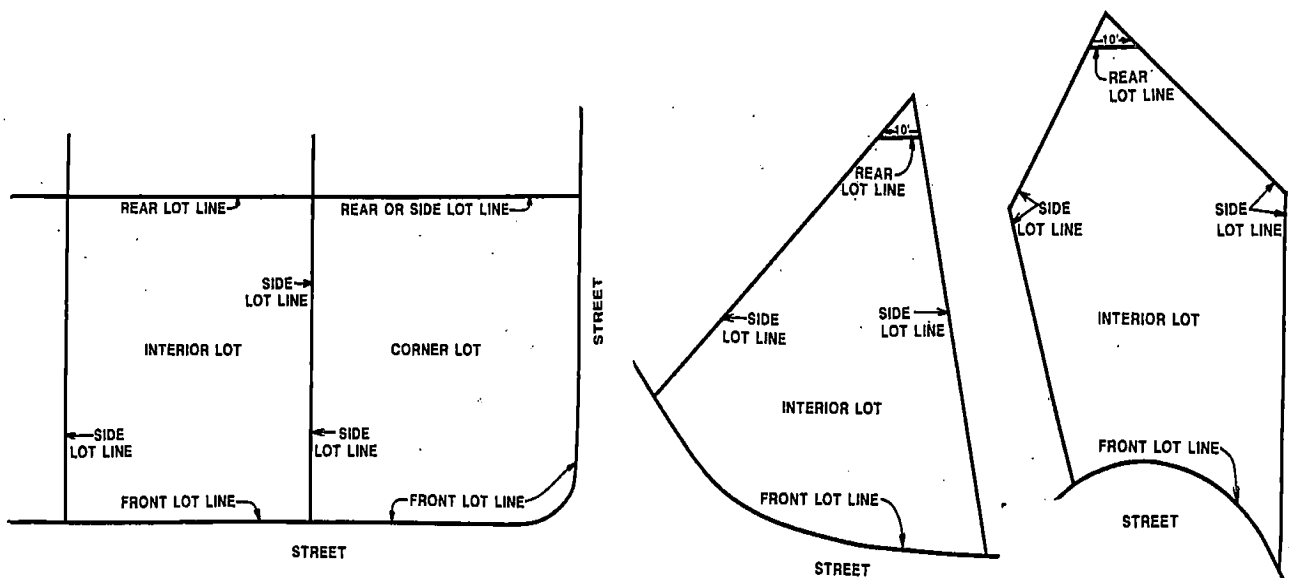 REAR LOT LINE
REAR OR SIDE LOT LINE
SIDE
LOT LINE
STREET
INTERIOR LOT
CORNER LOT
SIDE
LOT LINE
SIDE
LOT LINE
FRONT LOT LINE
FRONT LOT LINE
STREET
10'
REAR
LOT LINE
SIDE
LOT LINE
SIDE
LOT LINE
INTERIOR LOT
FRONT LOT LINE
STREET
10'
REAR
LOT LINE
SIDE
LOT LINE
SIDE
LOT LINE
INTERIOR LOT
FRONT LOT LINE
STREET